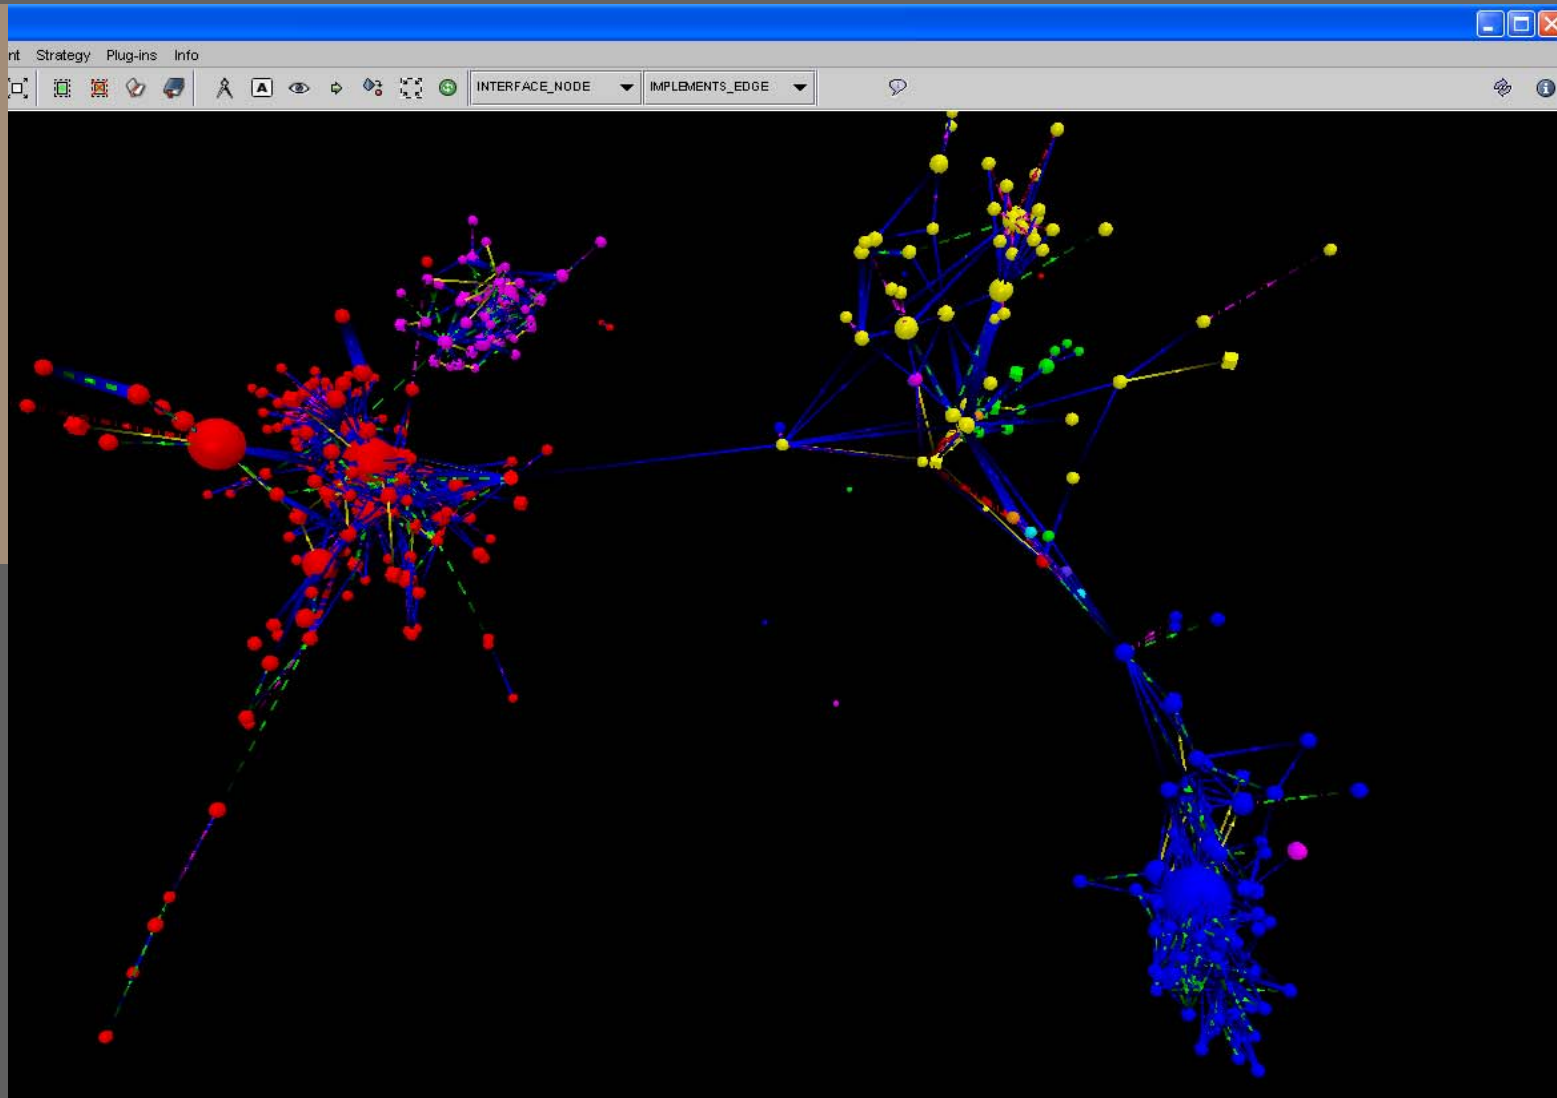 nt Strategy Plug-ins Info
A INTERFACE_NODE IMPLEMENTS_EDGE